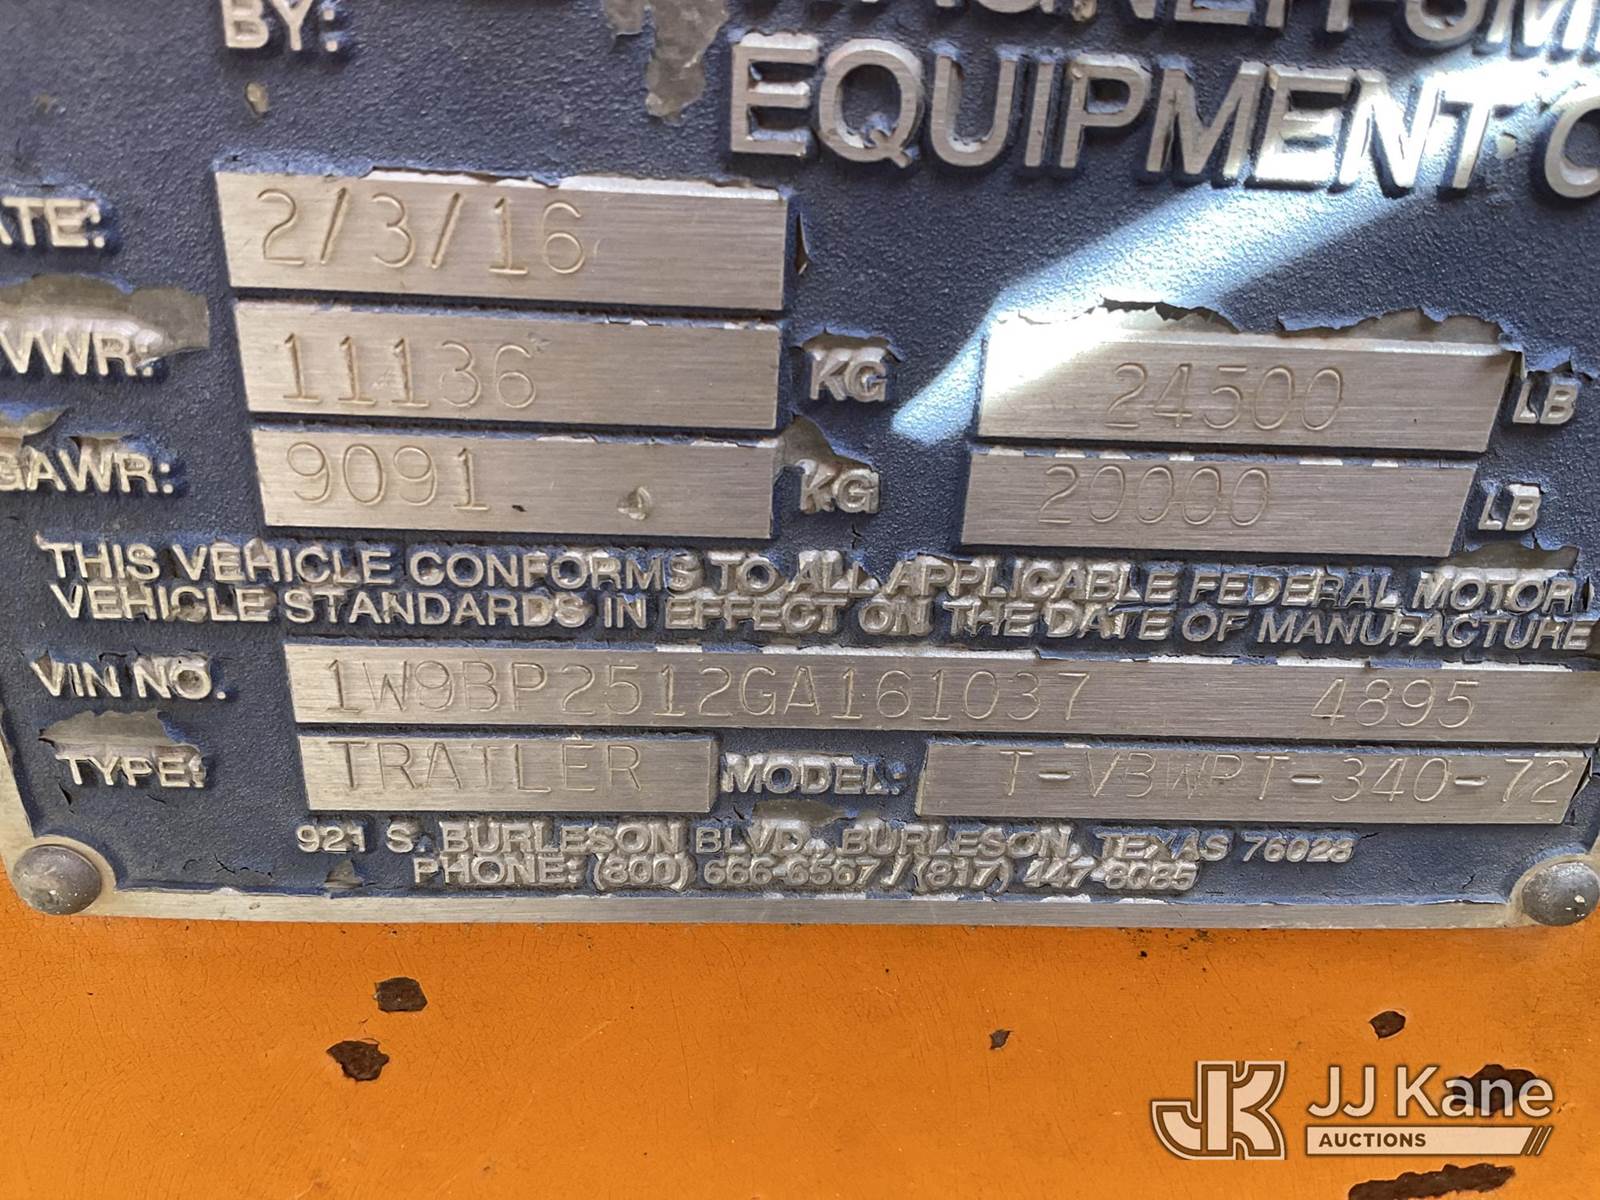 BY:
EQUIPMENT
ATE: 2/3/16
VWR: 11136 KG 24500 LB
GAWR: 9091 KG 20000 LB
THIS VEHICLE CONFORMS TO ALL APPLICABLE FEDERAL MOTOR
VEHICLE STANDARDS IN EFFECT ON THE DATE OF MANUFACTURE
VIN NO. 1W9BP2512GA161037 4895
TYPE: TRAILER MODEL: T-VBWPT-340-72
921 S. BURLESON BLVD., BURLESON, TEXAS 76028
PHONE: (800) 666-6567 / (817) 447-8085
JK JJ Kane
AUCTIONS